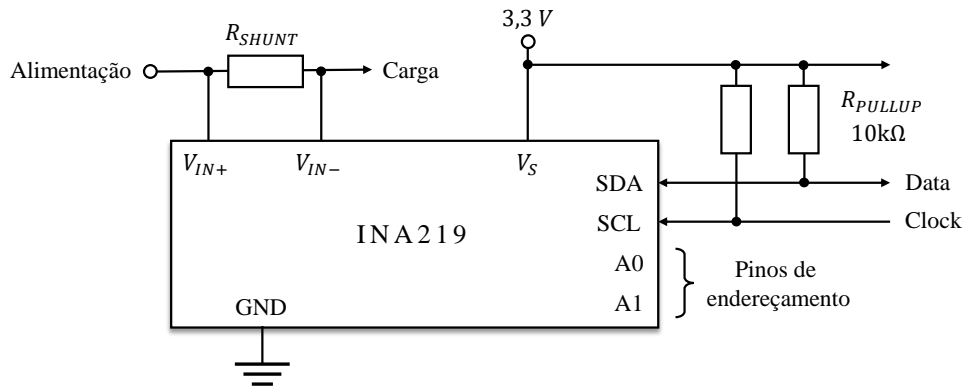 3,3 V
R_SHUNT
Alimentação
Carga
R_PULLUP
10kΩ
V_IN+
V_IN−
V_S
SDA
Data
SCL
Clock
INA219
A0
Pinos de
endereçamento
A1
GND